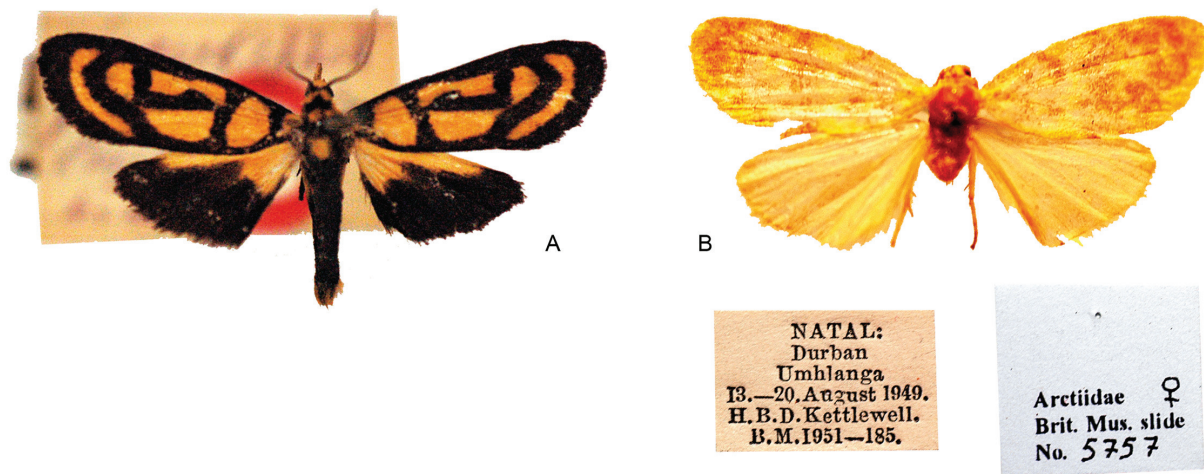 A
B
NATAL:
Durban
Umhlanga
13.—20.August 1949.
H.B.D.Kettlewell.
B.M.1951—185.
Arctiidae ♀
Brit. Mus. slide
No. 5757